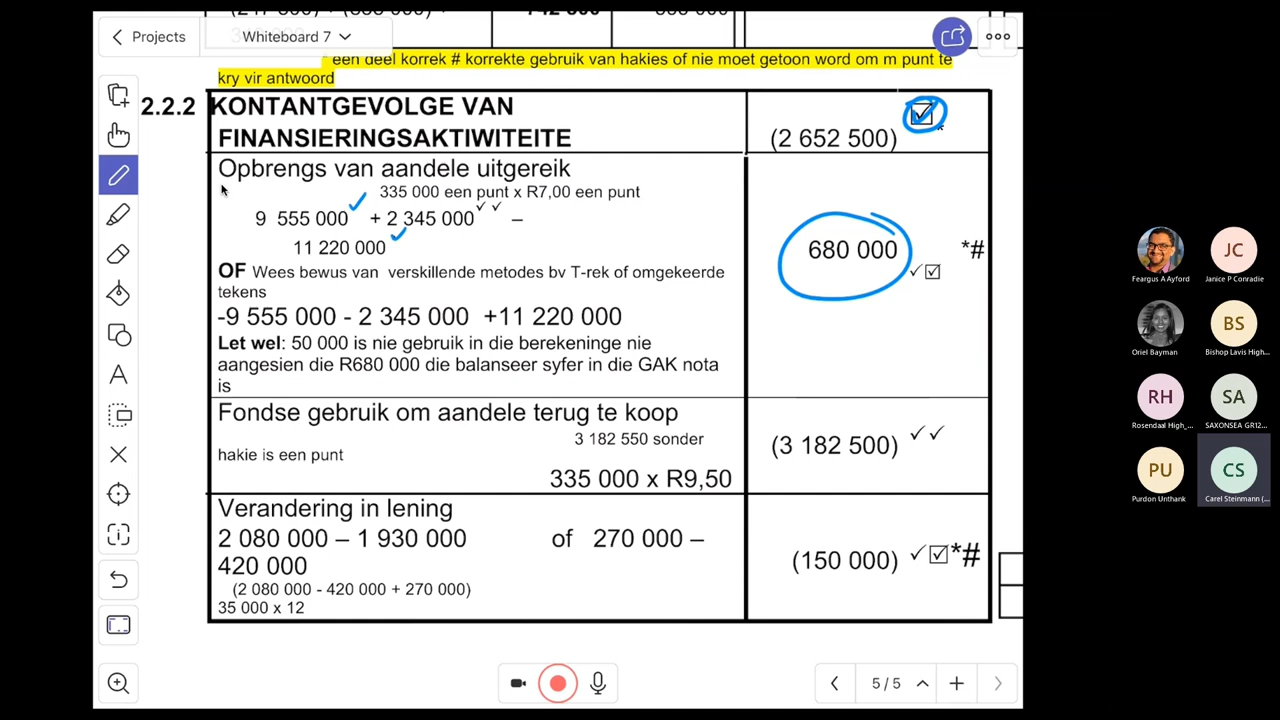 Projects
Whiteboard 7
een deel korrek # korrekte gebruik van hakies of nie moet getoon word om m punt te
kry vir antwoord
2.2.2 KONTANTGEVOLGE VAN
FINANSIERINGSAKTIWITEITE
(2 652 500) ☑*
Opbrengs van aandele uitgereik
335 000 een punt x R7,00 een punt
9 555 000 ✓ + 2 345 000 ✓✓ –
11 220 000 ✓
680 000 ✓☑ *#
OF Wees bewus van verskillende metodes bv T-rek of omgekeerde
tekens
-9 555 000 - 2 345 000 +11 220 000
Let wel: 50 000 is nie gebruik in die berekeninge nie
aangesien die R680 000 die balanseer syfer in die GAK nota
is
Fondse gebruik om aandele terug te koop
3 182 550 sonder
hakie is een punt
335 000 x R9,50
(3 182 500) ✓✓
Verandering in lening
2 080 000 – 1 930 000 of 270 000 –
420 000
(2 080 000 - 420 000 + 270 000)
35 000 x 12
(150 000) ✓☑*#
5 / 5
Feargus A Ayford
JC
Janice P Conradie
Oriel Bayman
BS
Bishop Lavis High...
RH
Rosendaal High_...
SA
SAXONSEA GR12...
PU
Purdon Unthank
CS
Carel Steinmann (...